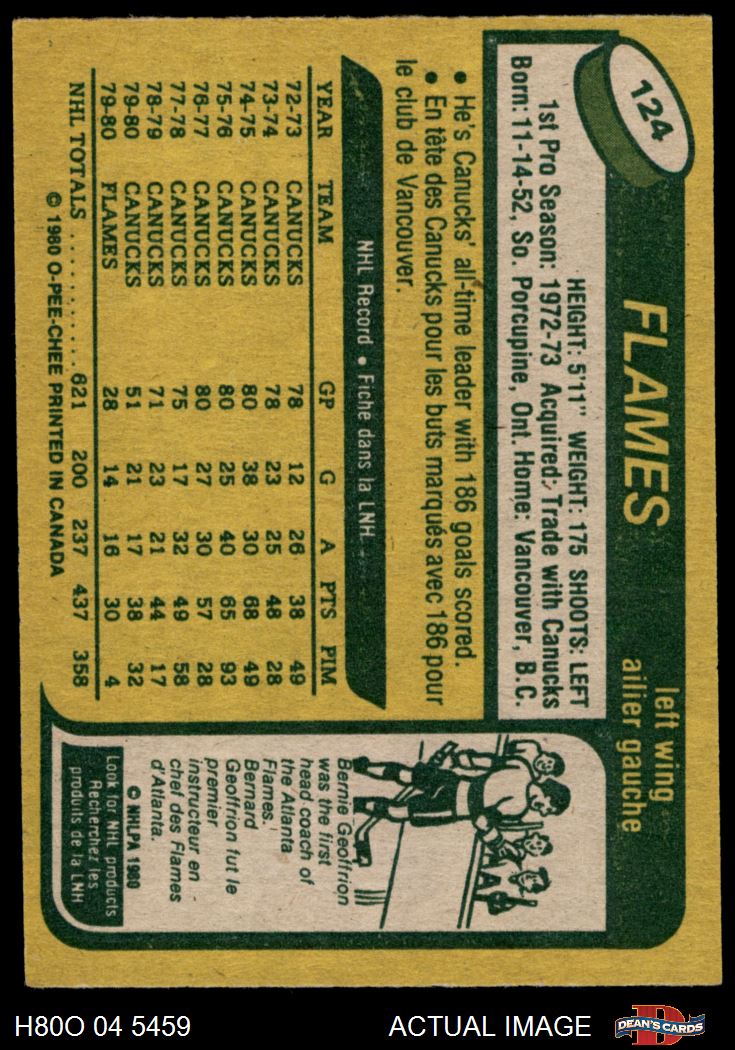 124
FLAMES
left wing
ailier gauche
HEIGHT: 5'11" WEIGHT: 175 SHOOTS: LEFT
1st Pro Season: 1972-73 Acquired: Trade with Canucks
Born: 11-14-52, So. Porcupine, Ont. Home: Vancouver, B.C.
• He's Canucks' all-time leader with 186 goals scored.
• En tête des Canucks pour les buts marqués avec 186 pour
le club de Vancouver.
NHL Record • Fiche dans la LNH
YEAR TEAM GP G A PTS PIM
72-73 CANUCKS 78 12 26 38 49
73-74 CANUCKS 78 23 25 48 28
74-75 CANUCKS 80 38 30 68 49
75-76 CANUCKS 80 25 40 65 93
76-77 CANUCKS 80 27 30 57 28
77-78 CANUCKS 75 17 32 49 58
78-79 CANUCKS 71 23 21 44 17
79-80 CANUCKS 51 21 17 38 32
79-80 FLAMES 28 14 16 30 4
NHL TOTALS .......... 621 200 237 437 358
© 1980 O-PEE-CHEE PRINTED IN CANADA
Bernie Geoffrion
was the first
head coach of
the Atlanta
Flames.
Bernard
Geoffrion fut le
premier
instructeur en
chef des Flames
d'Atlanta.
© NHLPA 1980
Look for NHL products
Recherchez les
produits de la LNH
H80O 04 5459
ACTUAL IMAGE
D
DEAN'S CARDS